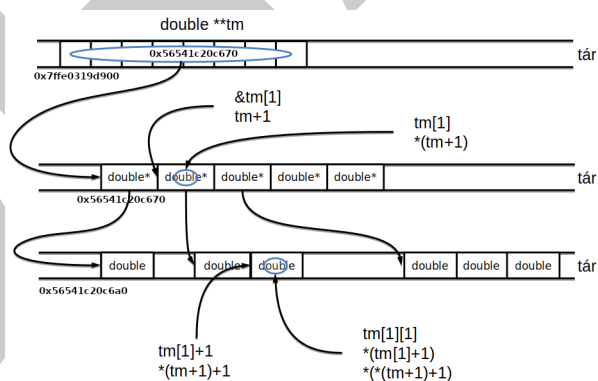 double **tm
0x56541c20c670
tár
0x7ffe0319d900
&tm[1]
tm+1
tm[1]
*(tm+1)
double* double* double* double* double*
tár
0x56541c20c670
double double double double double double
tár
0x56541c20c6a0
tm[1]+1
*(tm+1)+1
tm[1][1]
*(tm[1]+1)
*(*(tm+1)+1)